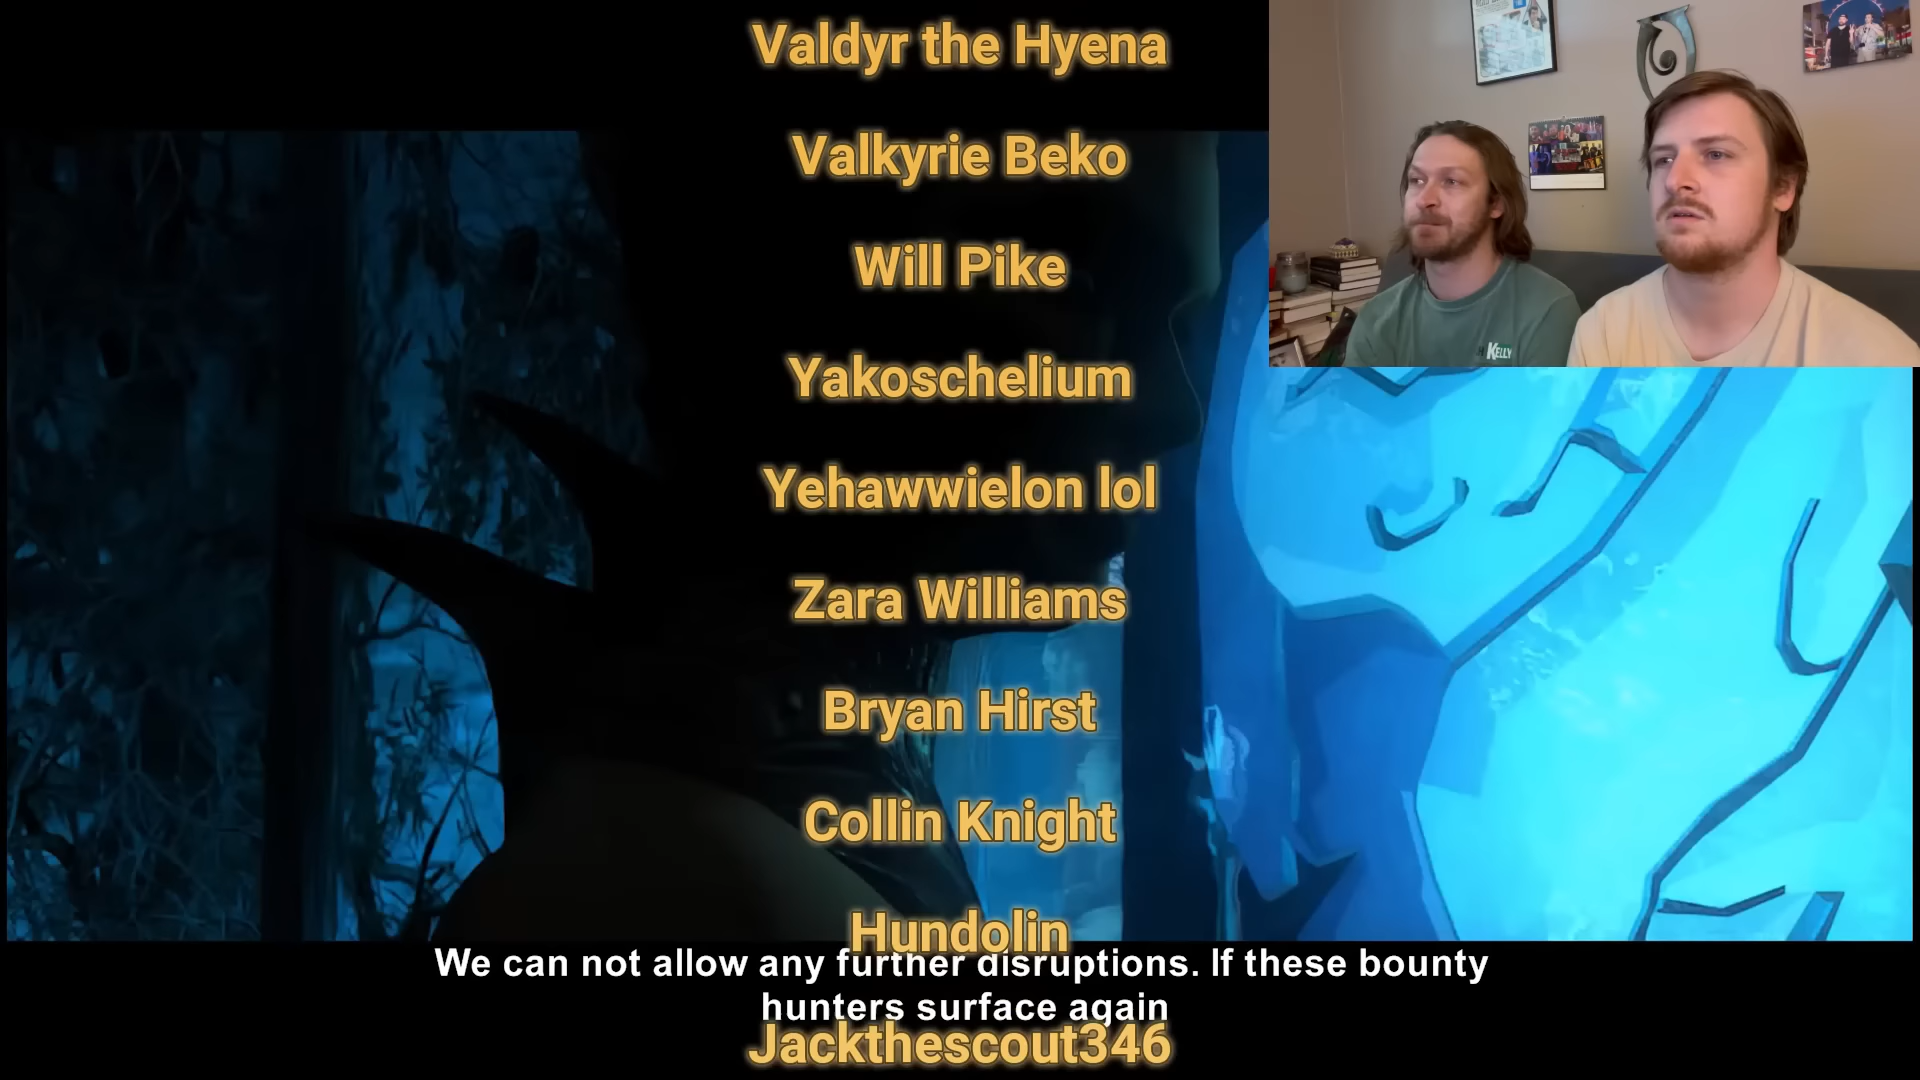 Valdyr the Hyena
Valkyrie Beko
Will Pike
Yakoschelium
Yehawwielon lol
Zara Williams
Bryan Hirst
Collin Knight
Hundolin
We can not allow any further disruptions. If these bounty
hunters surface again
Jackthescout346
KELLY